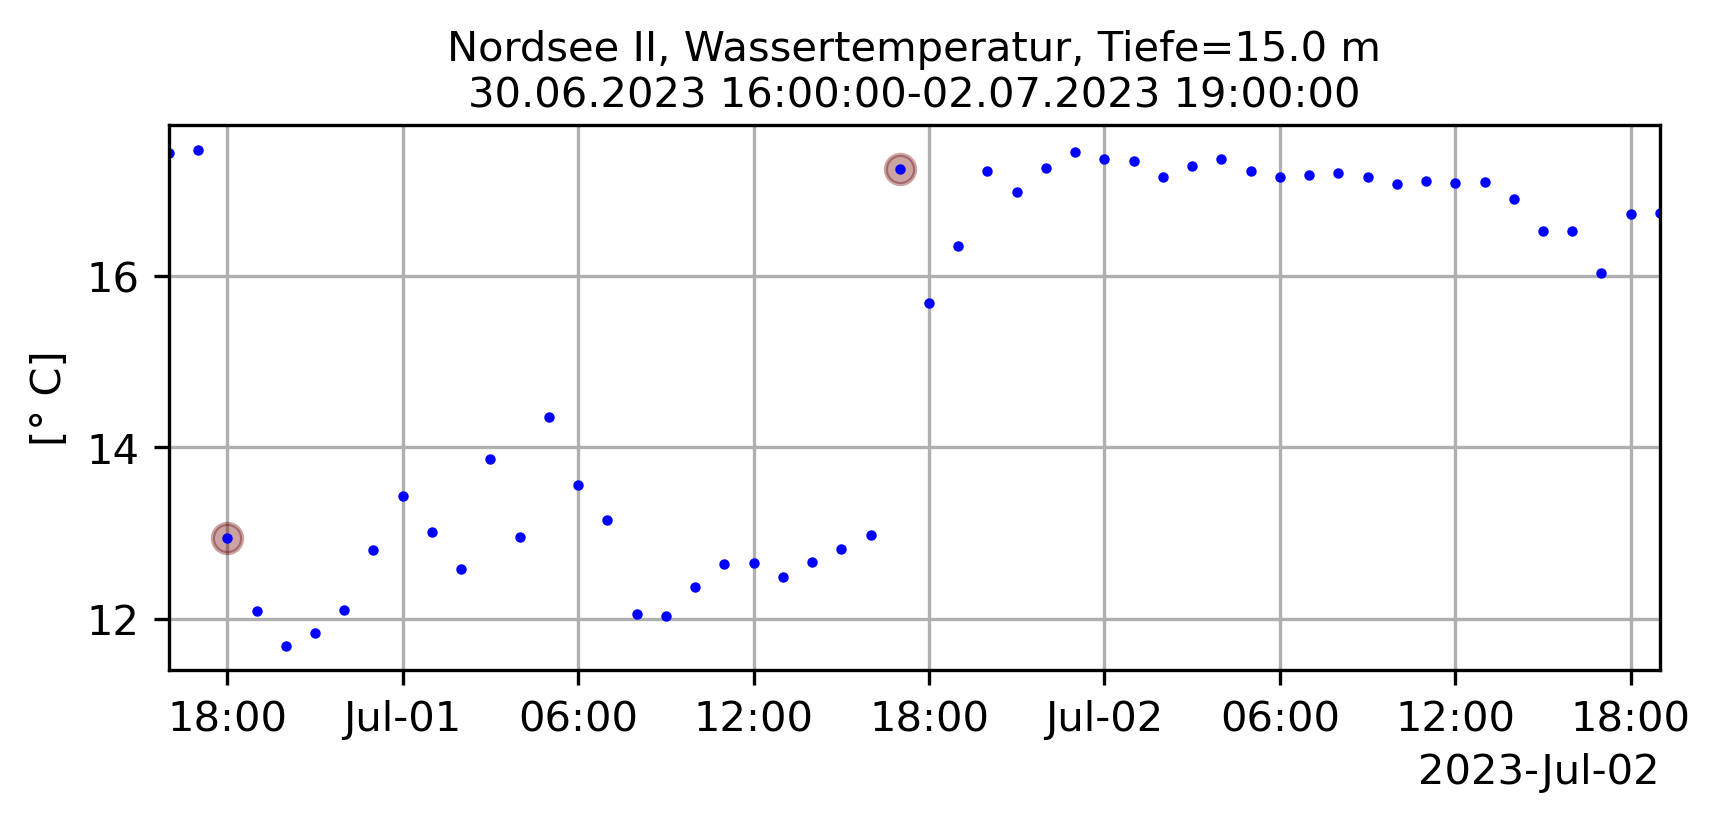 Nordsee II, Wassertemperatur, Tiefe=15.0 m
30.06.2023 16:00:00-02.07.2023 19:00:00
[° C]
16
14
12
18:00 Jul-01 06:00 12:00 18:00 Jul-02 06:00 12:00 18:00
2023-Jul-02